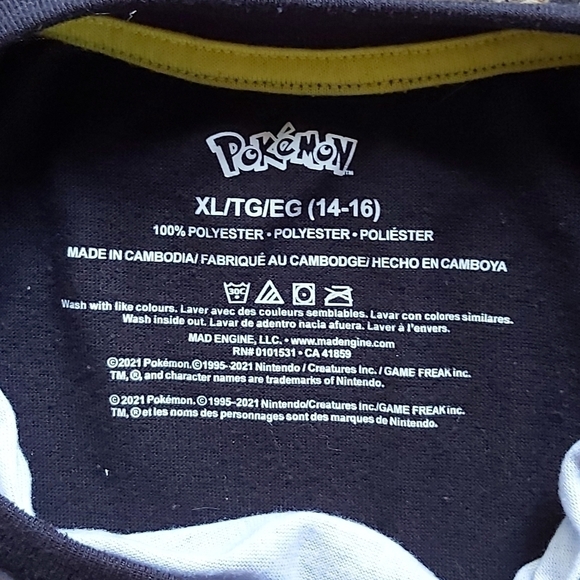 POKéMON™
XL/TG/EG (14-16)
100% POLYESTER • POLYESTER • POLIÉSTER
MADE IN CAMBODIA/ FABRIQUÉ AU CAMBODGE/ HECHO EN CAMBOYA
30C
Wash with like colours. Laver avec des couleurs semblables. Lavar con colores similares.
Wash inside out. Lavar de adentro hacia afuera. Laver à l'envers.
MAD ENGINE, LLC. • www.madengine.com
RN# 0101531 • CA 41859
©2021 Pokémon. ©1995-2021 Nintendo / Creatures Inc. / GAME FREAK inc.
TM, ®, and character names are trademarks of Nintendo.
©2021 Pokémon. ©1995-2021 Nintendo/Creatures Inc./GAME FREAK inc.
TM, ® et les noms des personnages sont des marques de Nintendo.